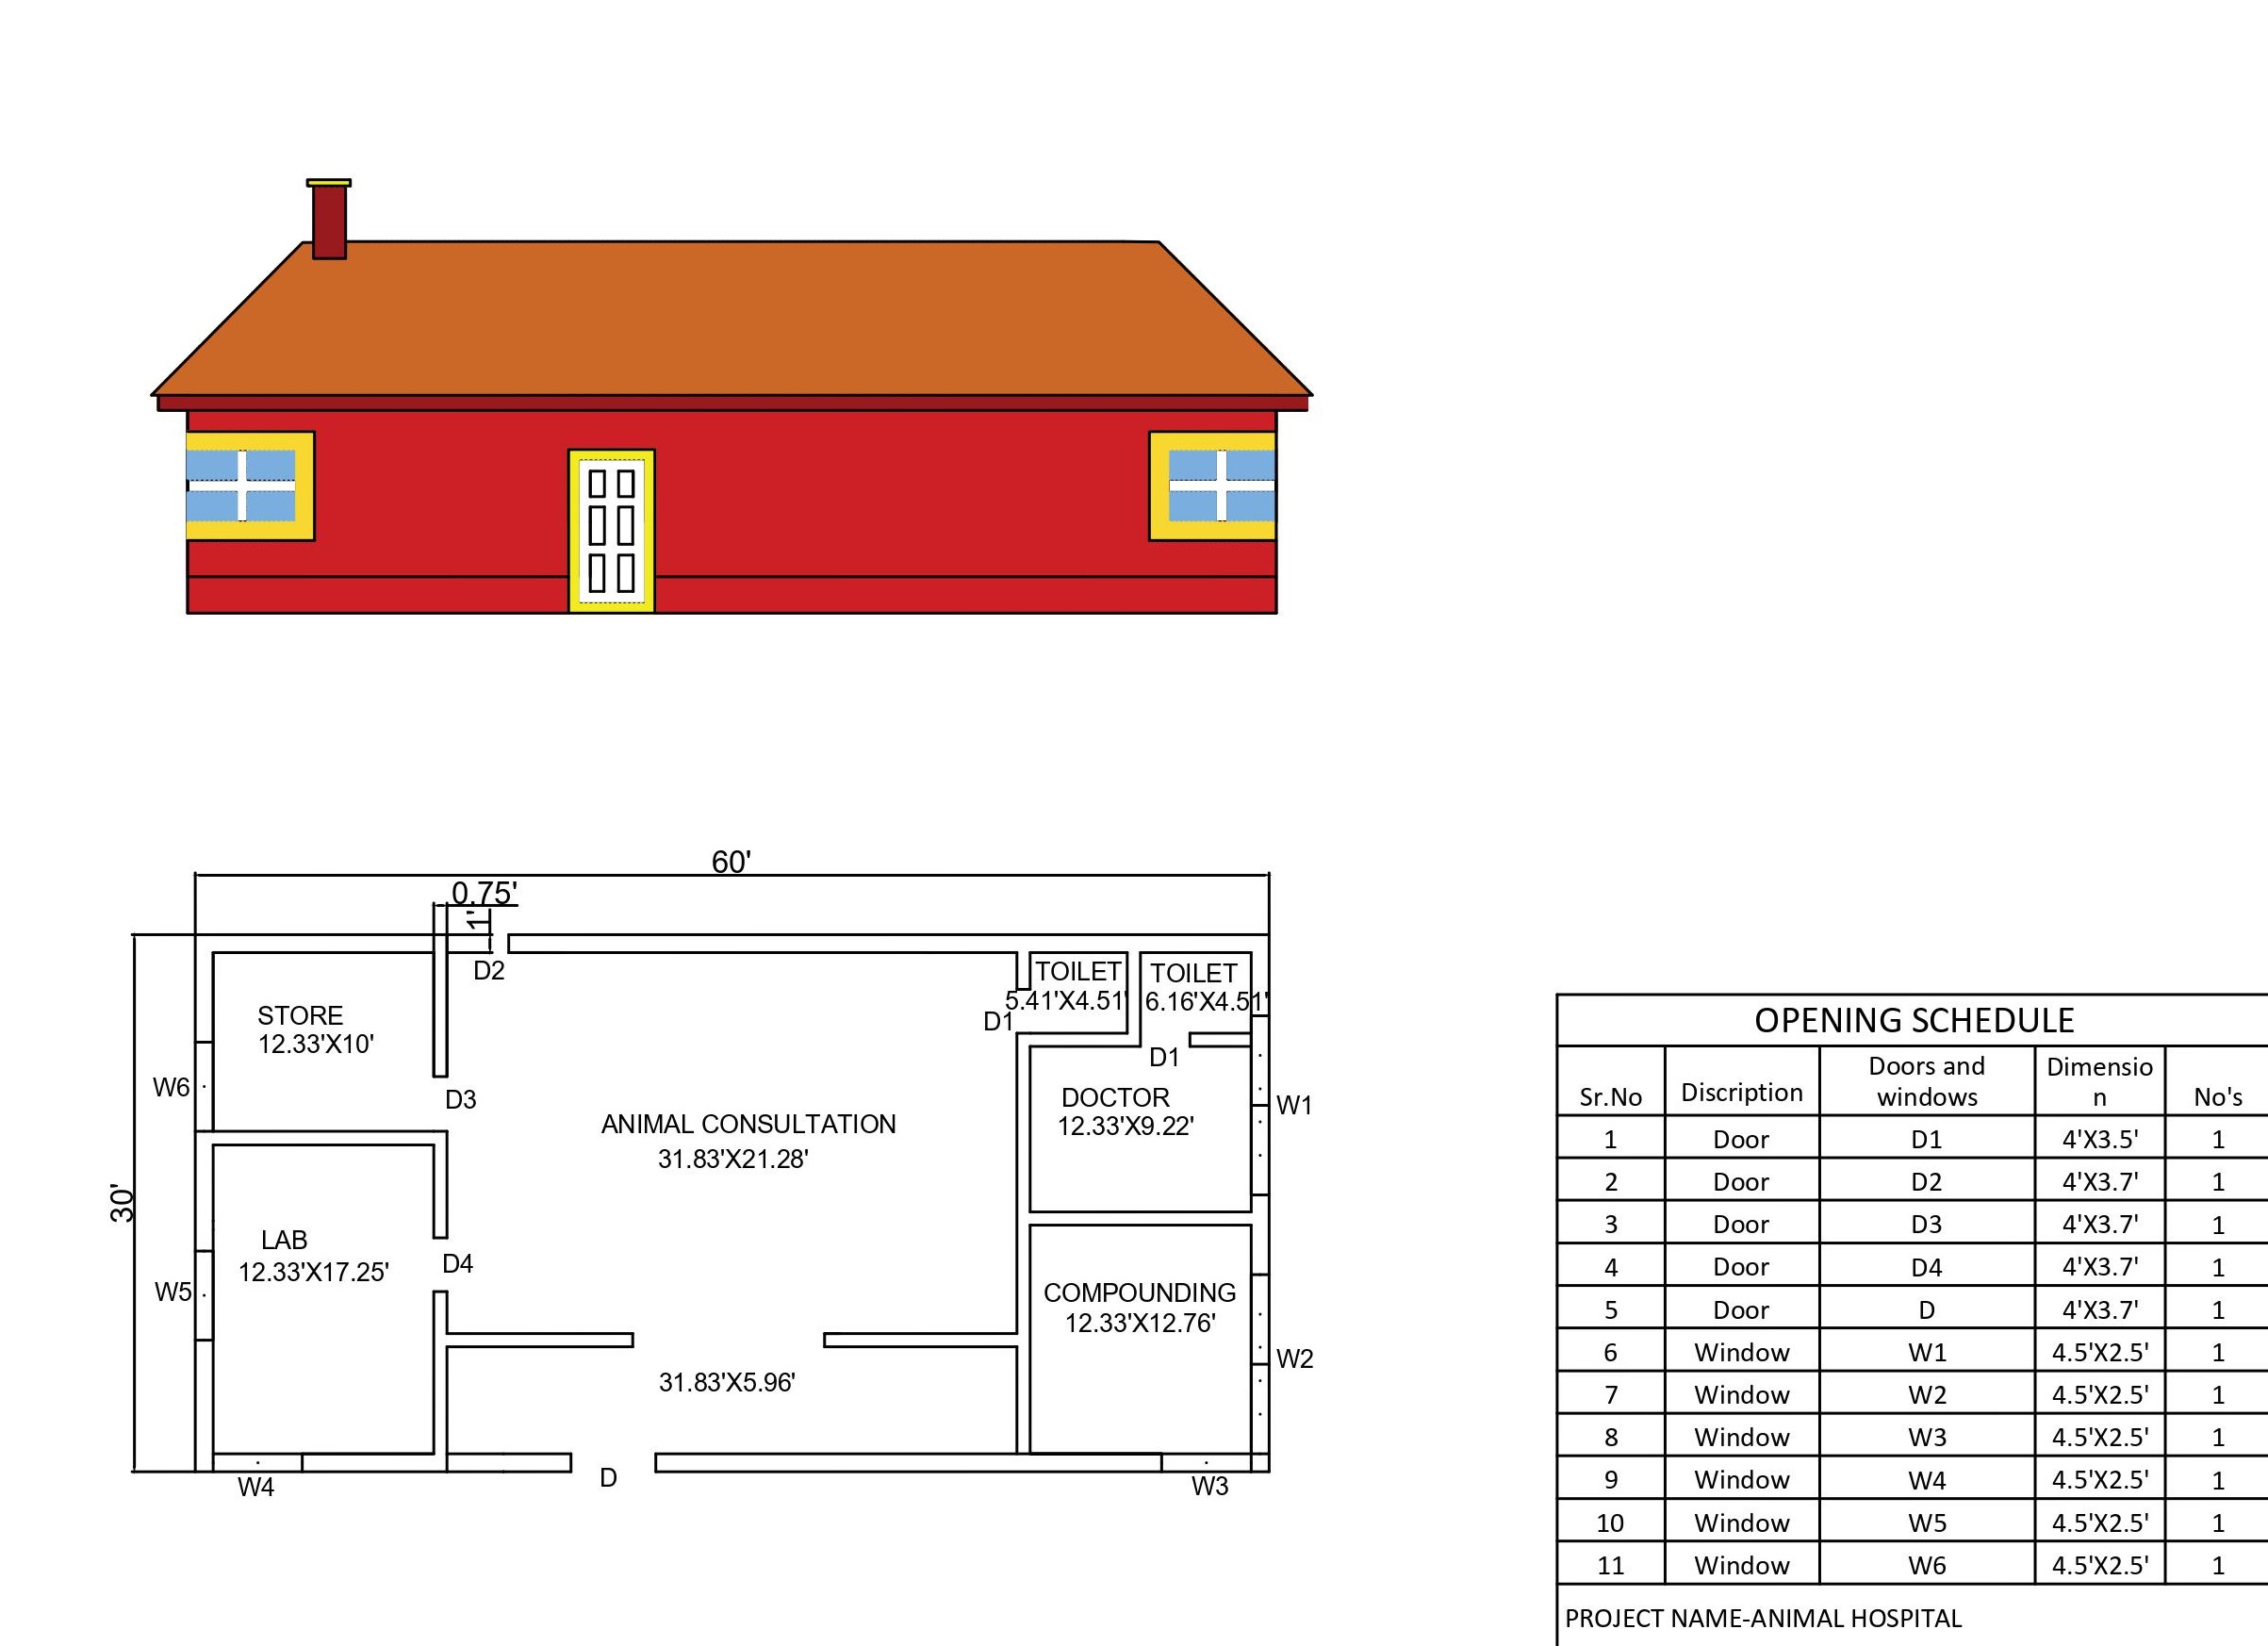 60'
0.75'
1'
D2
TOILET
5.41'X4.51'
TOILET
6.16'X4.51'
STORE
12.33'X10'
D1
D1
W6
D3
DOCTOR
12.33'X9.22'
W1
ANIMAL CONSULTATION
31.83'X21.28'
30'
LAB
12.33'X17.25'
D4
W5
COMPOUNDING
12.33'X12.76'
W2
31.83'X5.96'
W4
D
W3
OPENING SCHEDULE
Sr.No Discription Doors and windows Dimension No's
1 Door D1 4'X3.5' 1
2 Door D2 4'X3.7' 1
3 Door D3 4'X3.7' 1
4 Door D4 4'X3.7' 1
5 Door D 4'X3.7' 1
6 Window W1 4.5'X2.5' 1
7 Window W2 4.5'X2.5' 1
8 Window W3 4.5'X2.5' 1
9 Window W4 4.5'X2.5' 1
10 Window W5 4.5'X2.5' 1
11 Window W6 4.5'X2.5' 1
PROJECT NAME-ANIMAL HOSPITAL